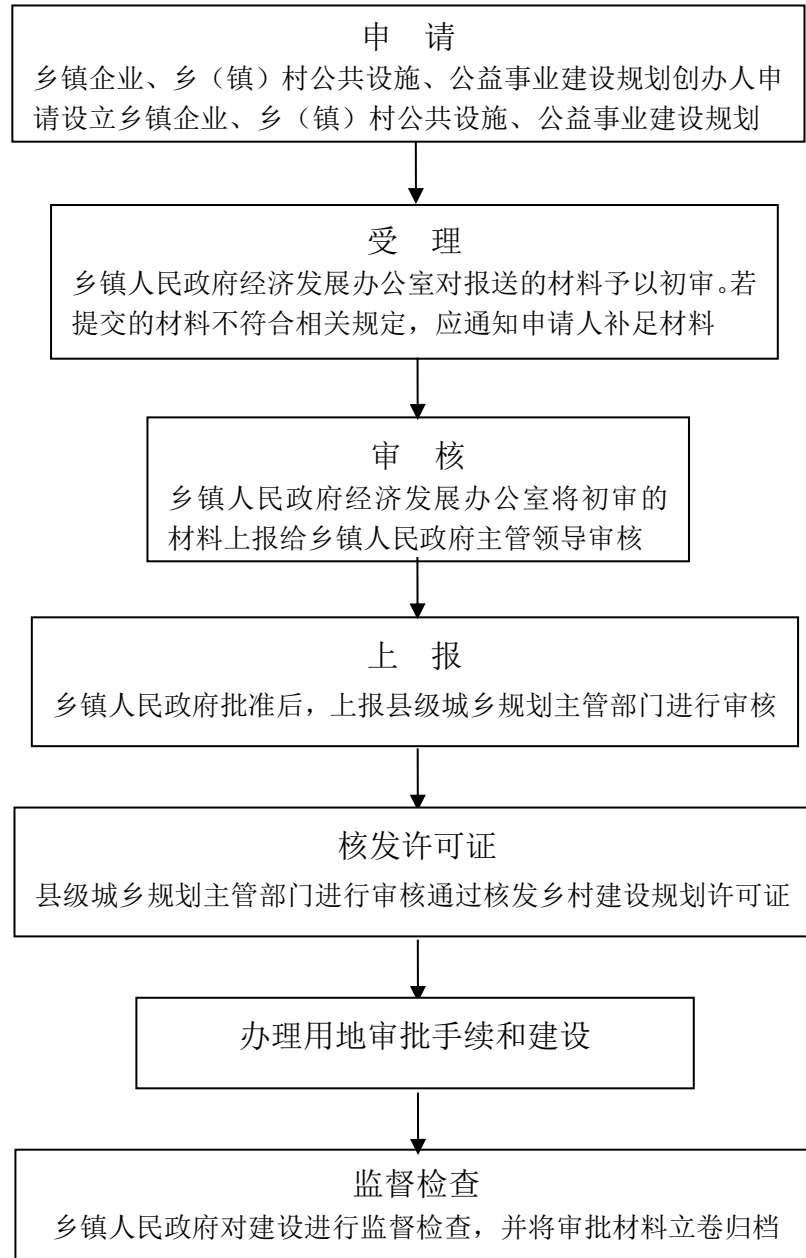 申　请
乡镇企业、乡（镇）村公共设施、公益事业建设规划创办人申
请设立乡镇企业、乡（镇）村公共设施、公益事业建设规划
受　理
乡镇人民政府经济发展办公室对报送的材料予以初审。若
提交的材料不符合相关规定，应通知申请人补足材料
审　核
乡镇人民政府经济发展办公室将初审的
材料上报给乡镇人民政府主管领导审核
上　报
乡镇人民政府批准后，上报县级城乡规划主管部门进行审核
核发许可证
县级城乡规划主管部门进行审核通过核发乡村建设规划许可证
办理用地审批手续和建设
监督检查
乡镇人民政府对建设进行监督检查，并将审批材料立卷归档